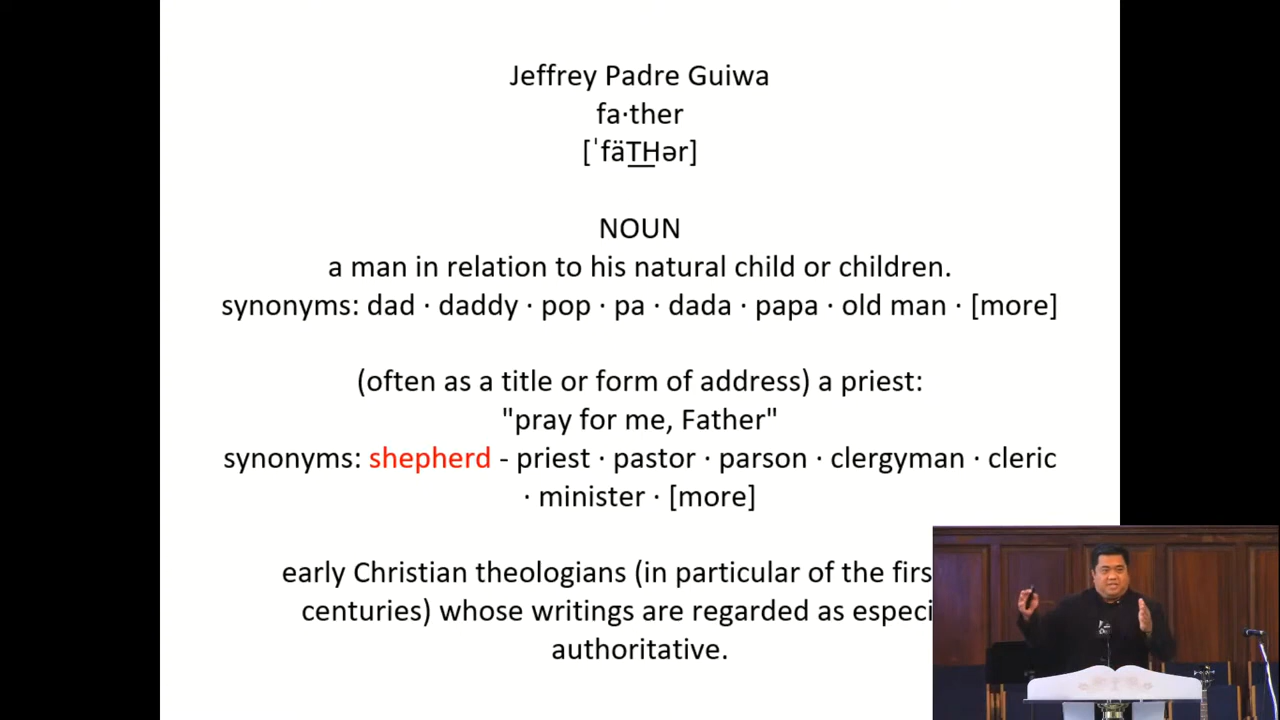 Jeffrey Padre Guiwa
fa·ther
[ˈfäTHər]
NOUN
a man in relation to his natural child or children.
synonyms: dad · daddy · pop · pa · dada · papa · old man · [more]
(often as a title or form of address) a priest:
"pray for me, Father"
synonyms: shepherd - priest · pastor · parson · clergyman · cleric
· minister · [more]
early Christian theologians (in particular of the firs
centuries) whose writings are regarded as especi
authoritative.